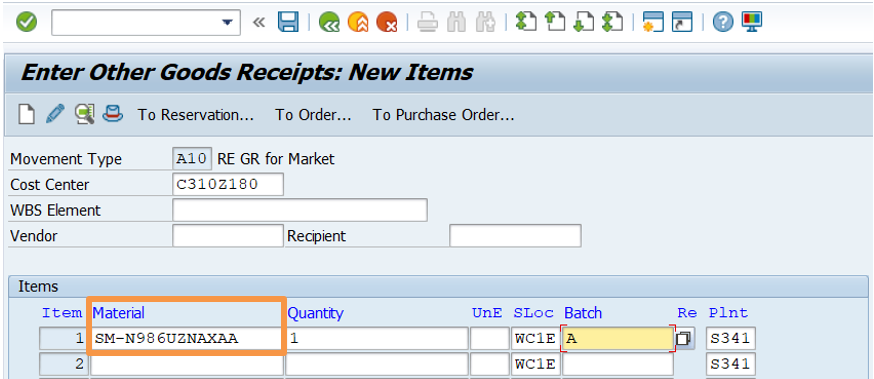 Enter Other Goods Receipts: New Items
To Reservation... To Order... To Purchase Order...
Movement Type A10 RE GR for Market
Cost Center C310Z180
WBS Element
Vendor Recipient
Items
Item Material Quantity UnE SLoc Batch Re Plnt
1 SM-N986UZNAXAA 1 WC1E A S341
2 WC1E S341